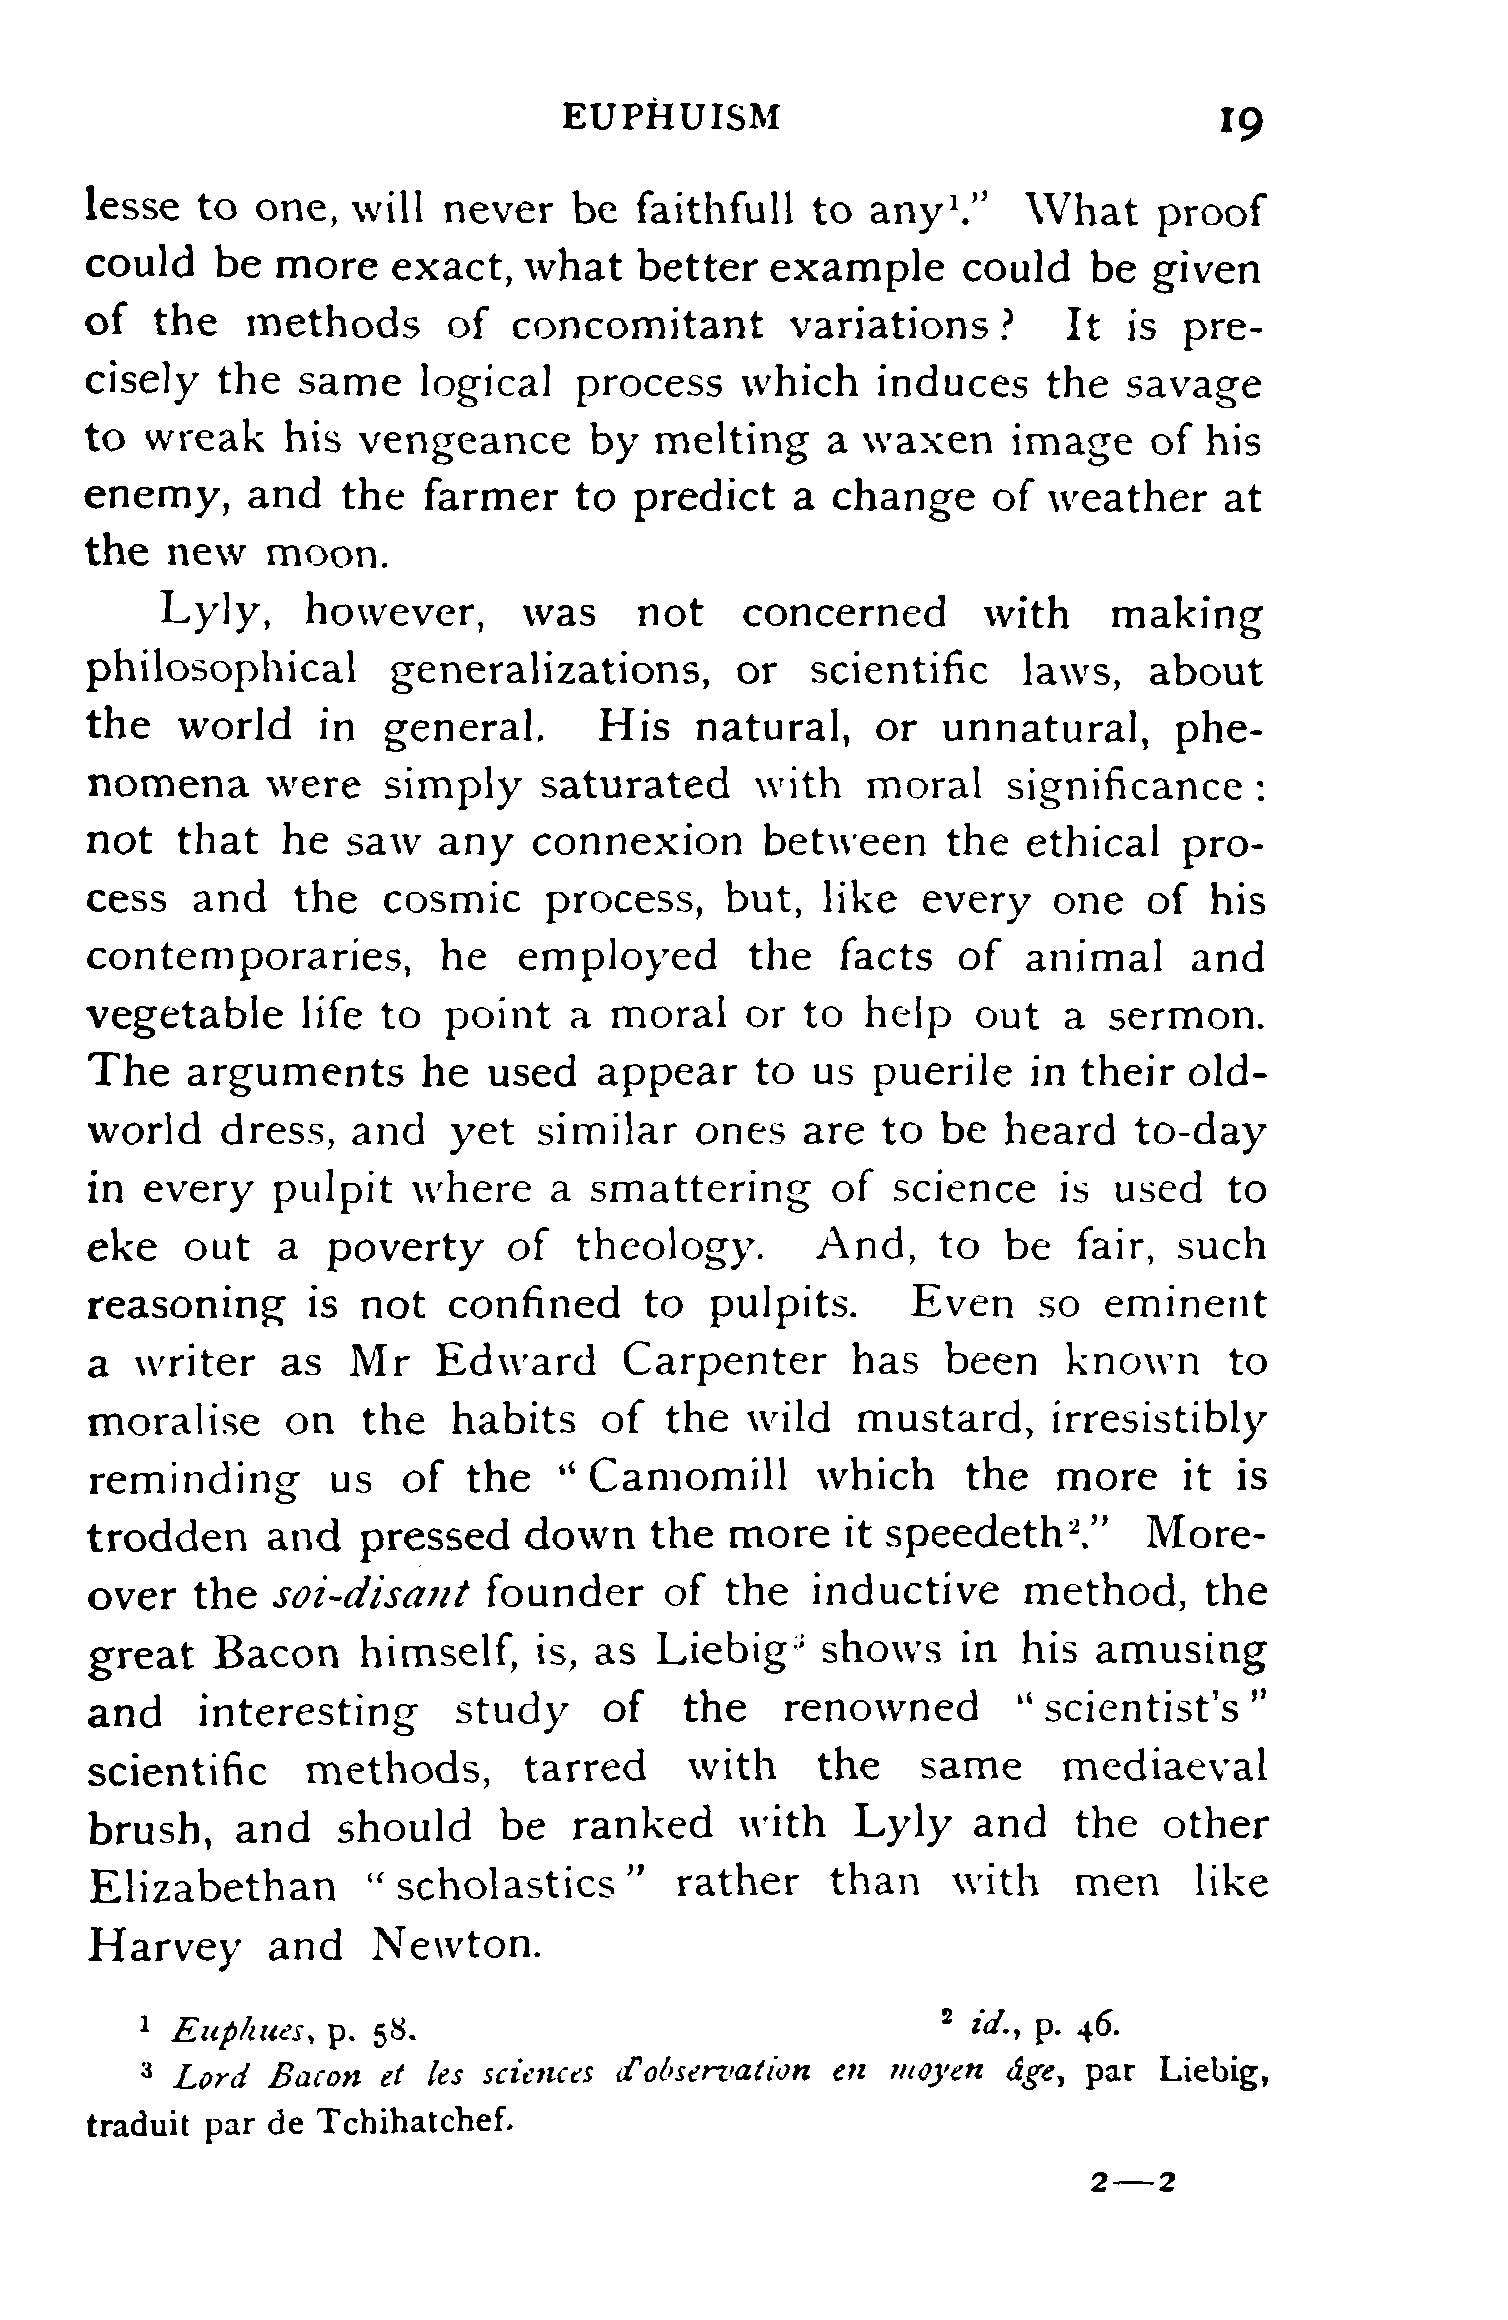 EUPHUISM 19
lesse to one, will never be faithfull to any¹.” What proof
could be more exact, what better example could be given
of the methods of concomitant variations? It is pre-
cisely the same logical process which induces the savage
to wreak his vengeance by melting a waxen image of his
enemy, and the farmer to predict a change of weather at
the new moon.
Lyly, however, was not concerned with making
philosophical generalizations, or scientific laws, about
the world in general. His natural, or unnatural, phe-
nomena were simply saturated with moral significance:
not that he saw any connexion between the ethical pro-
cess and the cosmic process, but, like every one of his
contemporaries, he employed the facts of animal and
vegetable life to point a moral or to help out a sermon.
The arguments he used appear to us puerile in their old-
world dress, and yet similar ones are to be heard to-day
in every pulpit where a smattering of science is used to
eke out a poverty of theology. And, to be fair, such
reasoning is not confined to pulpits. Even so eminent
a writer as Mr Edward Carpenter has been known to
moralise on the habits of the wild mustard, irresistibly
reminding us of the “Camomill which the more it is
trodden and pressed down the more it speedeth².” More-
over the soi-disant founder of the inductive method, the
great Bacon himself, is, as Liebig³ shows in his amusing
and interesting study of the renowned “scientist's”
scientific methods, tarred with the same mediaeval
brush, and should be ranked with Lyly and the other
Elizabethan “scholastics” rather than with men like
Harvey and Newton.
¹ Euphues, p. 58. ² id., p. 46.
³ Lord Bacon et les sciences d'observation en moyen âge, par Liebig,
traduit par de Tchihatchef.
2—2